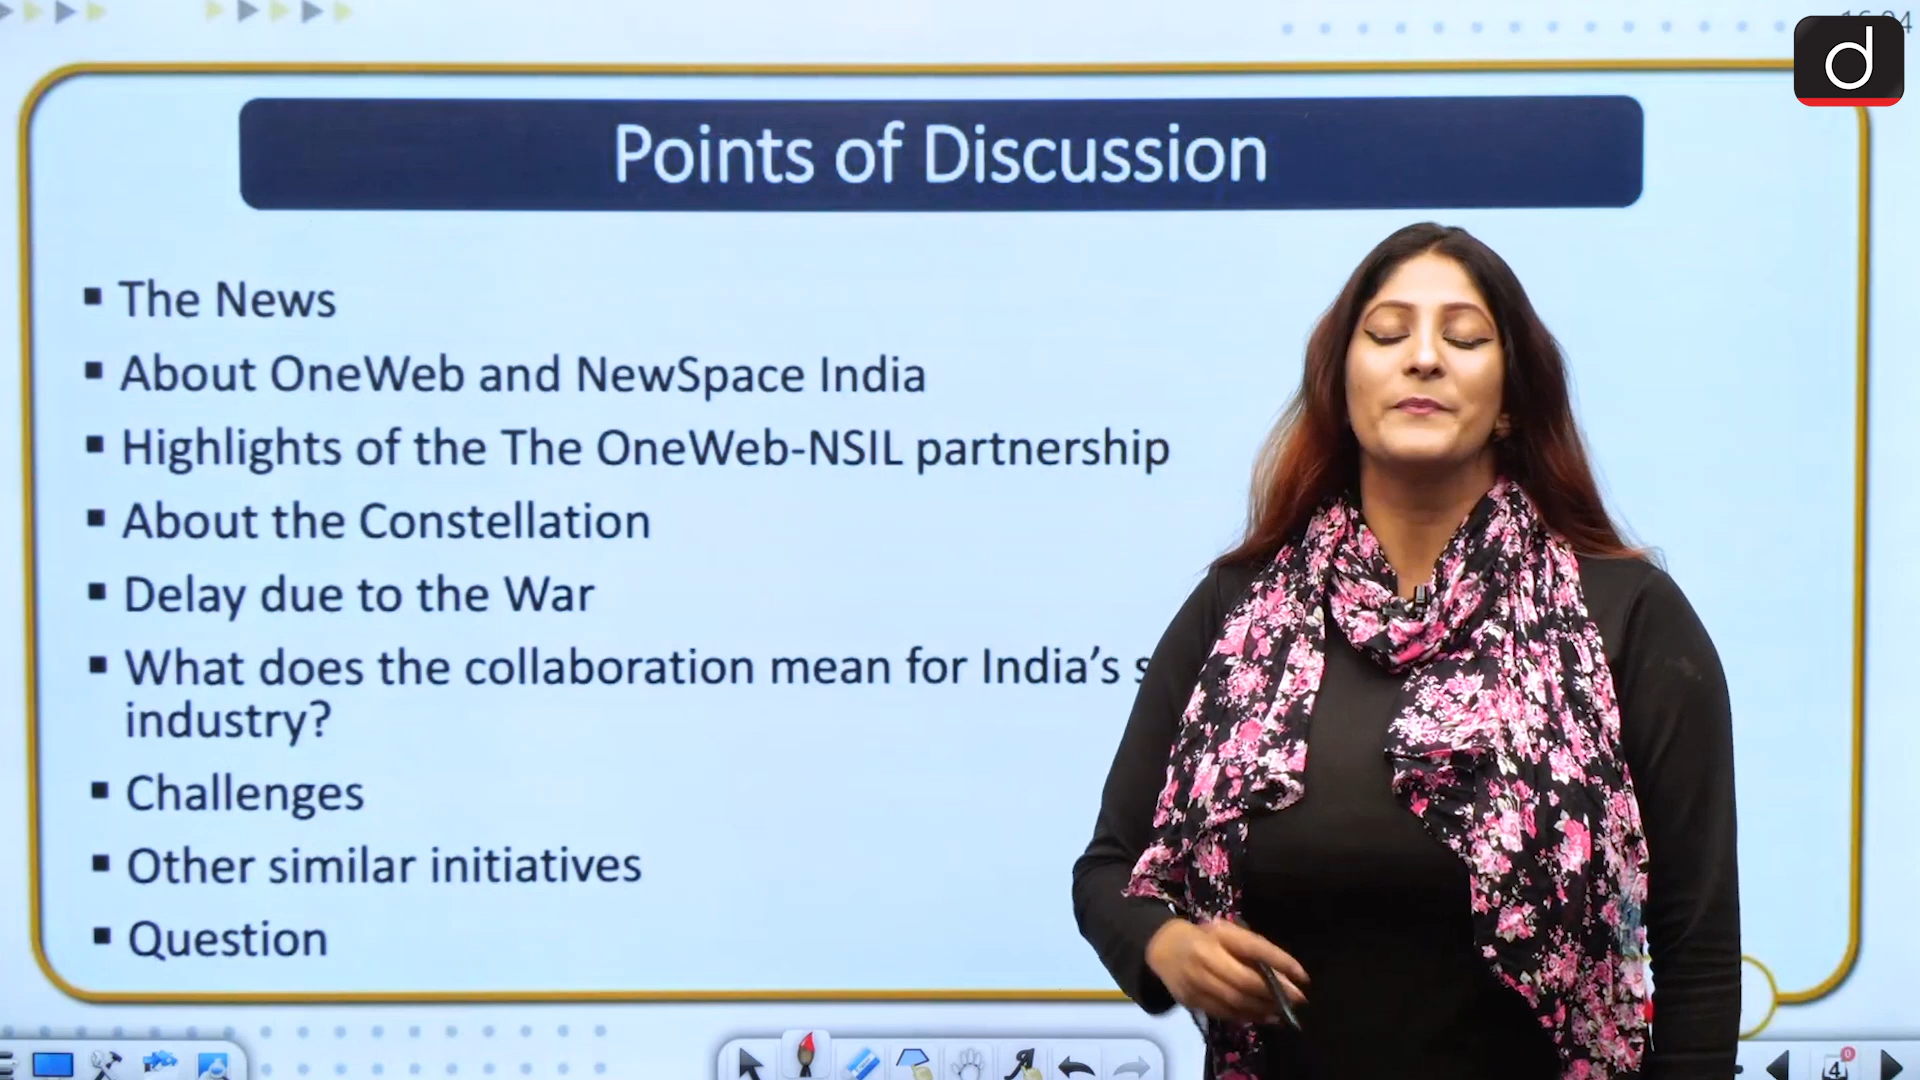 d
Points of Discussion
▪ The News
▪ About OneWeb and NewSpace India
▪ Highlights of the The OneWeb-NSIL partnership
▪ About the Constellation
▪ Delay due to the War
▪ What does the collaboration mean for India's
industry?
▪ Challenges
▪ Other similar initiatives
▪ Question
4
0